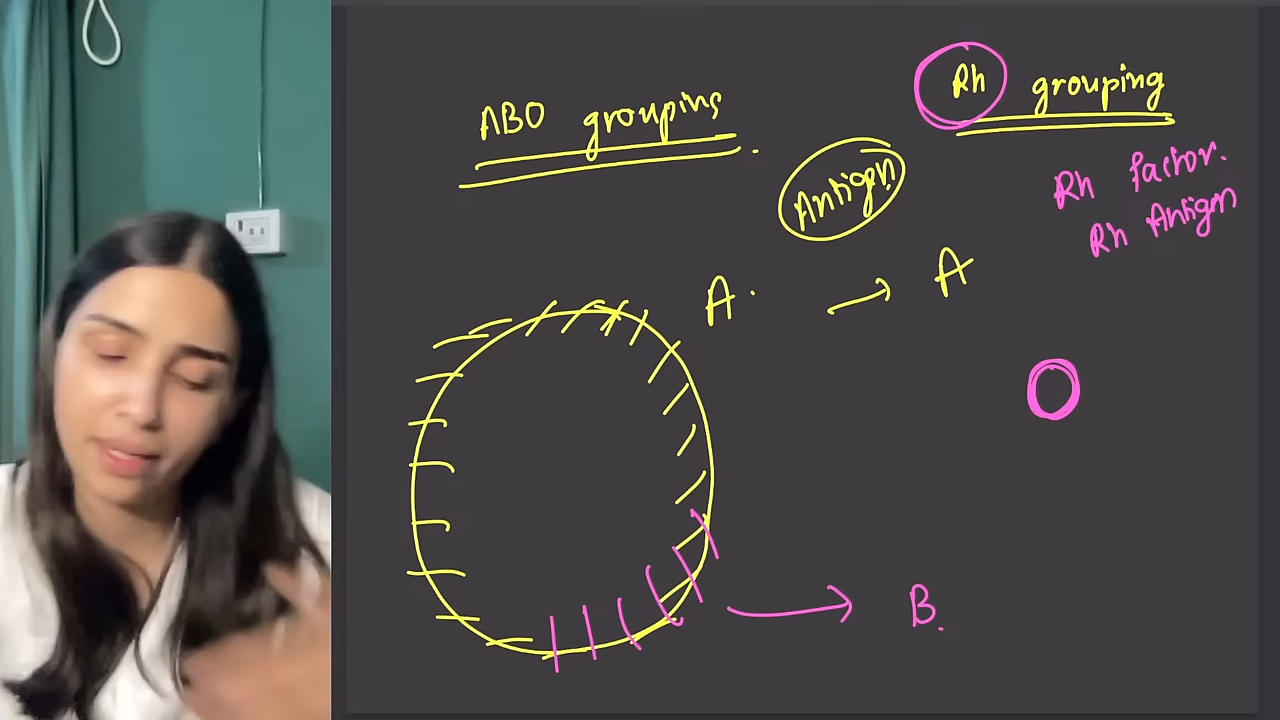 ABO grouping.
Rh grouping
Antigen
Rh factor.
Rh Antigen
A. → A
O
→ B.